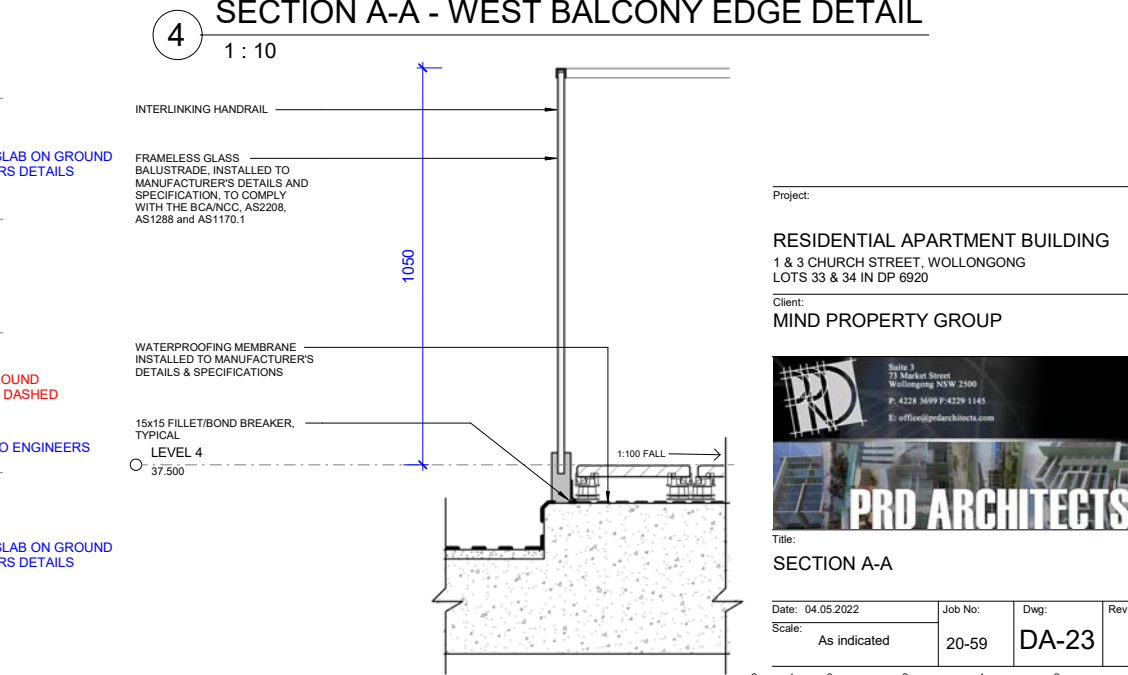 SECTION A-A - WEST BALCONY EDGE DETAIL
4
1 : 10
INTERLINKING HANDRAIL
FRAMELESS GLASS
BALUSTRADE, INSTALLED TO
MANUFACTURER'S DETAILS AND
SPECIFICATION, TO COMPLY
WITH THE BCA/NCC, AS2208,
AS1288 and AS1170.1
1050
WATERPROOFING MEMBRANE
INSTALLED TO MANUFACTURER'S
DETAILS & SPECIFICATIONS
15x15 FILLET/BOND BREAKER,
TYPICAL
LEVEL 4
37.500
1:100 FALL
SLAB ON GROUND
RS DETAILS
OUND
DASHED
O ENGINEERS
SLAB ON GROUND
RS DETAILS
Project:
RESIDENTIAL APARTMENT BUILDING
1 & 3 CHURCH STREET, WOLLONGONG
LOTS 33 & 34 IN DP 6920
Client:
MIND PROPERTY GROUP
PRD
Suite 3
73 Market Street
Wollongong NSW 2500
P: 4228 3699 F:4229 1145
E: office@prdarchitects.com
PRD ARCHITECTS
Title:
SECTION A-A
Date: 04.05.2022
Scale:
As indicated
Job No:
20-59
Dwg:
DA-23
Rev